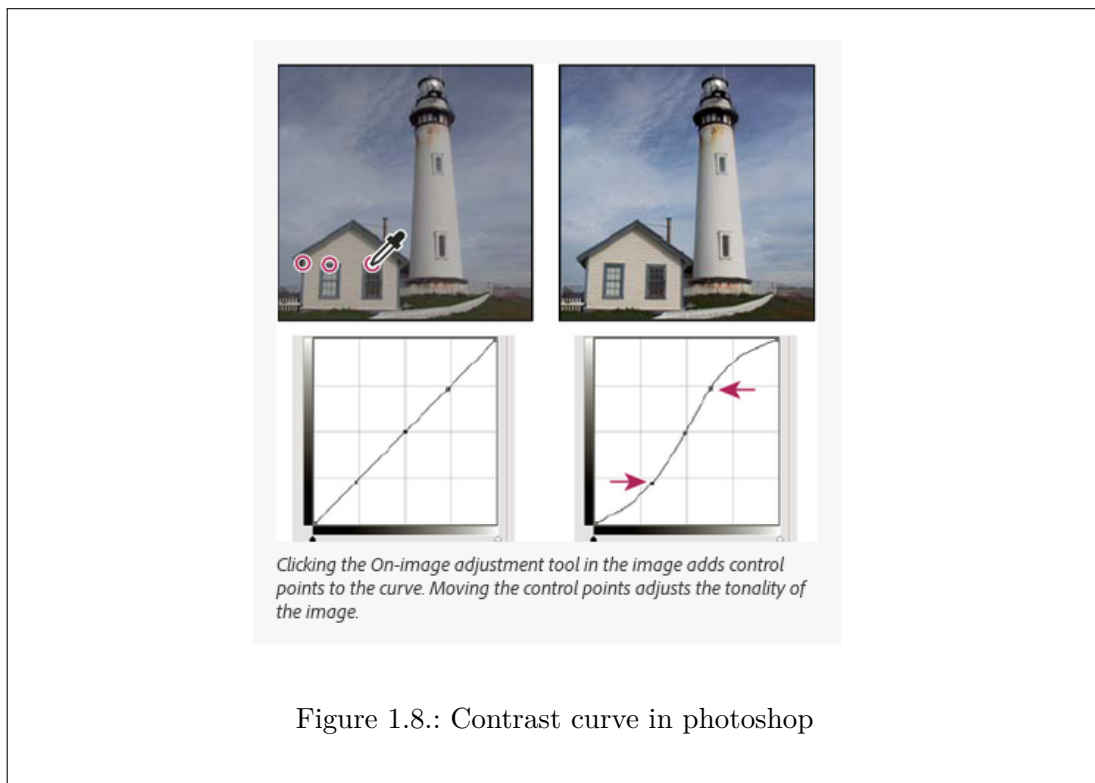 Clicking the On-image adjustment tool in the image adds control
points to the curve. Moving the control points adjusts the tonality of
the image.
Figure 1.8.: Contrast curve in photoshop